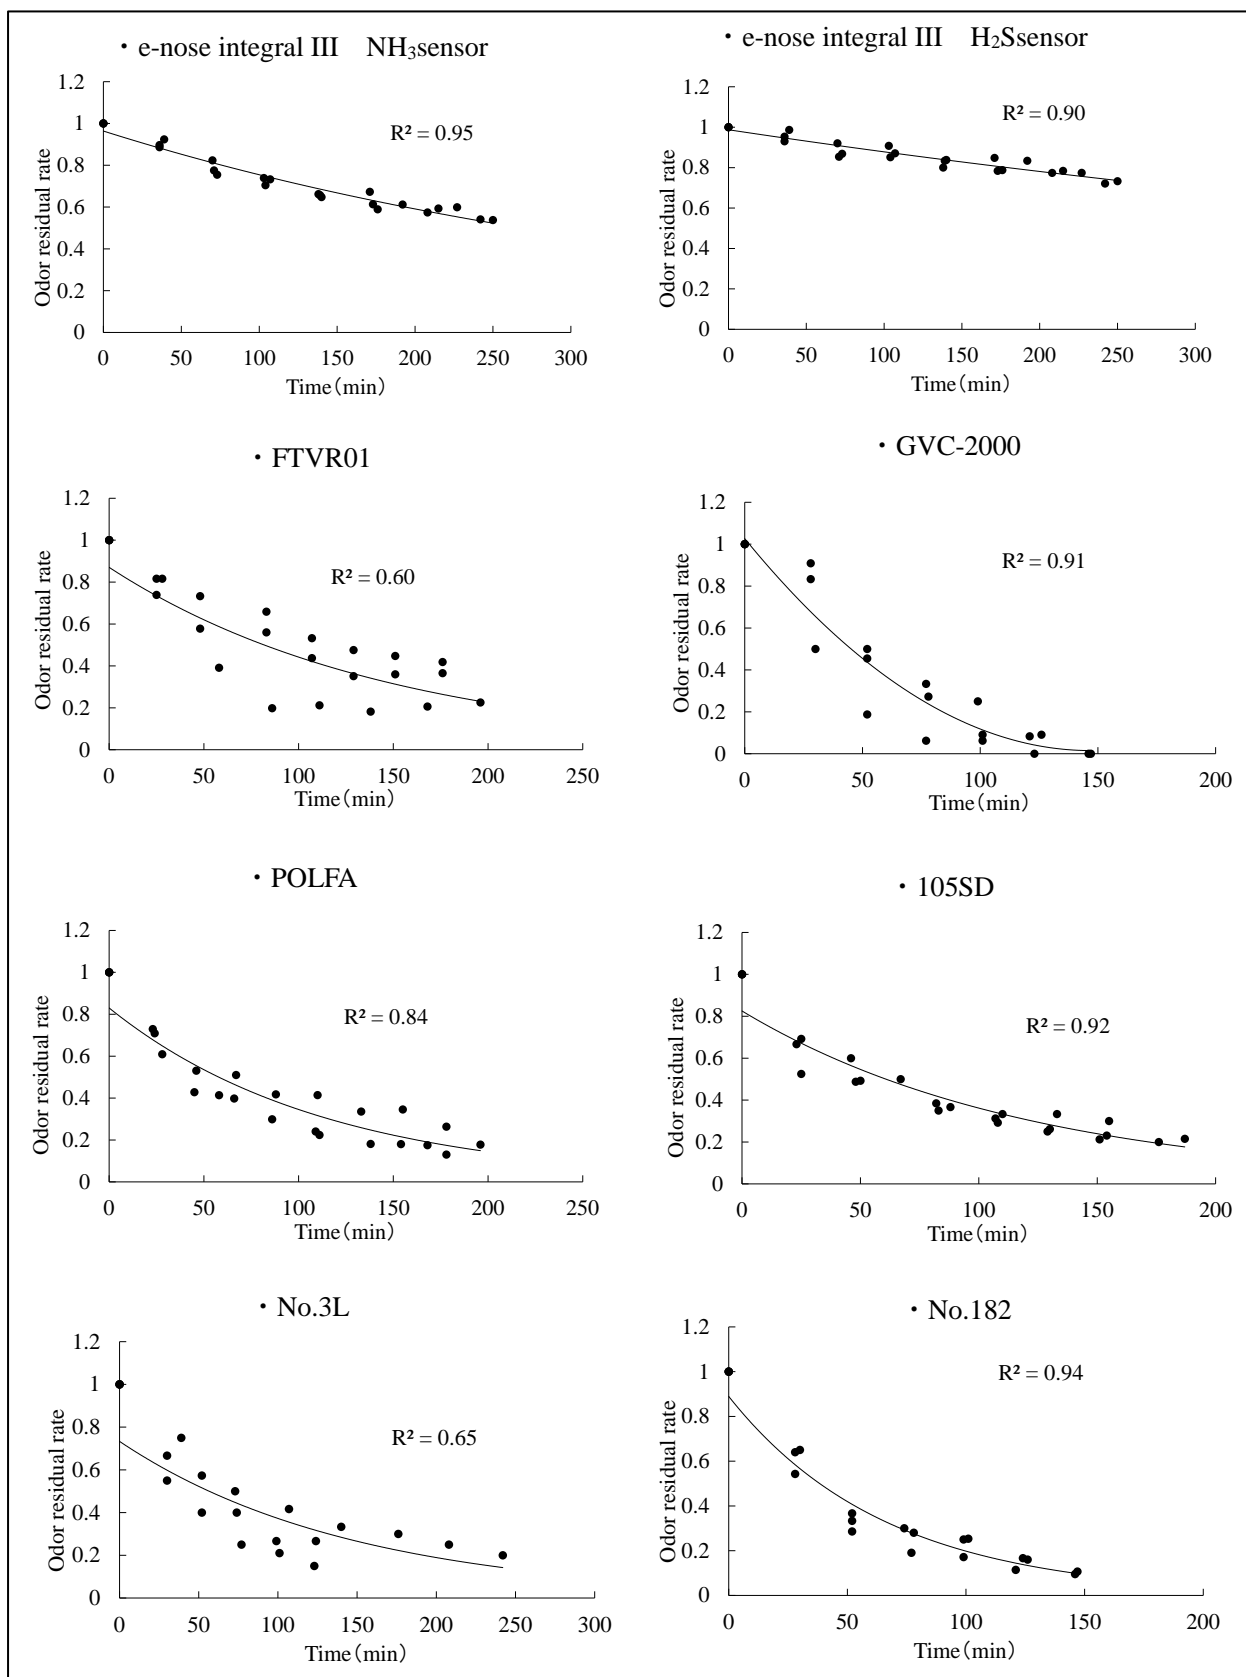 ・e-nose integral III NH₃sensor
1.2
1
0.8
0.6
0.4
0.2
0
Odor residual rate
R² = 0.95
0 50 100 150 200 250 300
Time(min)
・e-nose integral III H₂Ssensor
1.2
1
0.8
0.6
0.4
0.2
0
Odor residual rate
R² = 0.90
0 50 100 150 200 250 300
Time(min)
・FTVR01
1.2
1
0.8
0.6
0.4
0.2
0
Odor residual rate
R² = 0.60
0 50 100 150 200 250
Time(min)
・GVC-2000
1.2
1
0.8
0.6
0.4
0.2
0
Odor residual rate
R² = 0.91
0 50 100 150 200
Time(min)
・POLFA
1.2
1
0.8
0.6
0.4
0.2
0
Odor residual rate
R² = 0.84
0 50 100 150 200 250
Time(min)
・105SD
1.2
1
0.8
0.6
0.4
0.2
0
Odor residual rate
R² = 0.92
0 50 100 150 200
Time(min)
・No.3L
1.2
1
0.8
0.6
0.4
0.2
0
Odor residual rate
R² = 0.65
0 50 100 150 200 250 300
Time(min)
・No.182
1.2
1
0.8
0.6
0.4
0.2
0
Odor residual rate
R² = 0.94
0 50 100 150 200
Time(min)